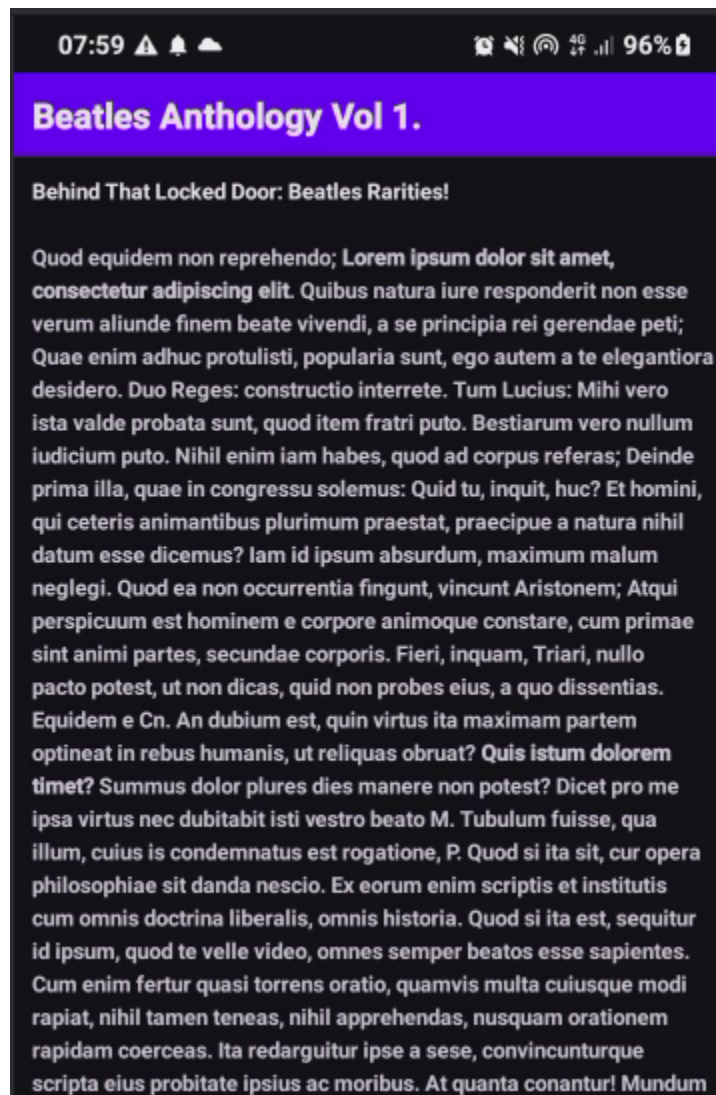 07:59
4G
96%
Beatles Anthology Vol 1.
Behind That Locked Door: Beatles Rarities!
Quod equidem non reprehendo; Lorem ipsum dolor sit amet,
consectetur adipiscing elit. Quibus natura iure responderit non esse
verum aliunde finem beate vivendi, a se principia rei gerendae peti;
Quae enim adhuc protulisti, popularia sunt, ego autem a te elegantiora
desidero. Duo Reges: constructio interrete. Tum Lucius: Mihi vero
ista valde probata sunt, quod item fratri puto. Bestiarum vero nullum
iudicium puto. Nihil enim iam habes, quod ad corpus referas; Deinde
prima illa, quae in congressu solemus: Quid tu, inquit, huc? Et homini,
qui ceteris animantibus plurimum praestat, praecipue a natura nihil
datum esse dicemus? Iam id ipsum absurdum, maximum malum
neglegi. Quod ea non occurrentia fingunt, vincunt Aristonem; Atqui
perspicuum est hominem e corpore animoque constare, cum primae
sint animi partes, secundae corporis. Fieri, inquam, Triari, nullo
pacto potest, ut non dicas, quid non probes eius, a quo dissentias.
Equidem e Cn. An dubium est, quin virtus ita maximam partem
optineat in rebus humanis, ut reliquas obruat? Quis istum dolorem
timet? Summus dolor plures dies manere non potest? Dicet pro me
ipsa virtus nec dubitabit isti vestro beato M. Tubulum fuisse, qua
illum, cuius is condemnatus est rogatione, P. Quod si ita sit, cur opera
philosophiae sit danda nescio. Ex eorum enim scriptis et institutis
cum omnis doctrina liberalis, omnis historia. Quod si ita est, sequitur
id ipsum, quod te velle video, omnes semper beatos esse sapientes.
Cum enim fertur quasi torrens oratio, quamvis multa cuiusque modi
rapiat, nihil tamen teneas, nihil apprehendas, nusquam orationem
rapidam coerceas. Ita redarguitur ipse a sese, convincunturque
scripta eius probitate ipsius ac moribus. At quanta conantur! Mundum